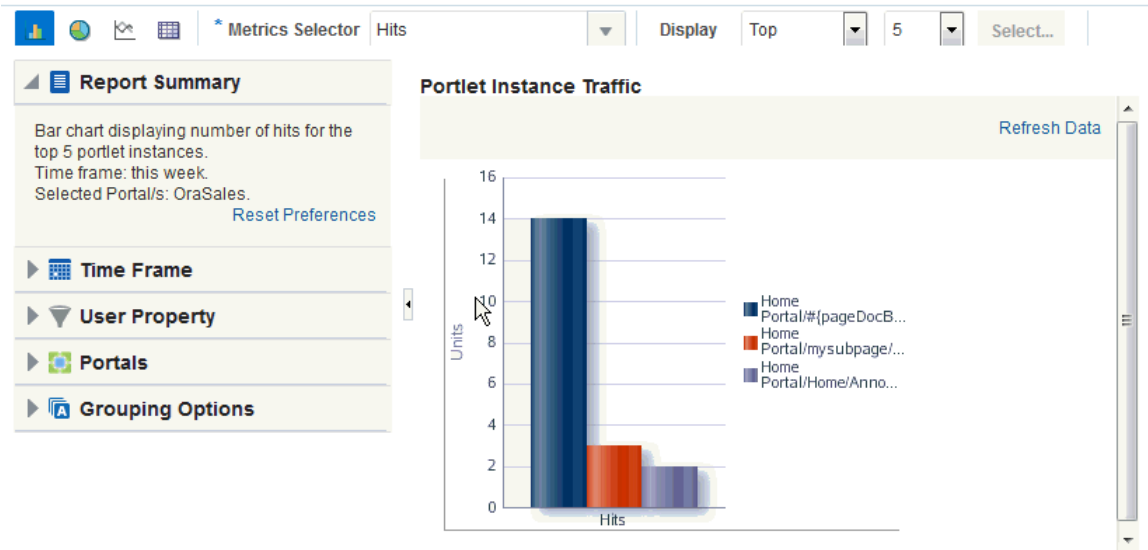 * Metrics Selector Hits Display Top 5 Select...
Report Summary
Bar chart displaying number of hits for the
top 5 portlet instances.
Time frame: this week.
Selected Portal/s: OraSales.
Reset Preferences
Time Frame
User Property
Portals
Grouping Options
Portlet Instance Traffic
Refresh Data
16
14
12
10
8
6
4
2
0
Units
Hits
Home
Portal/#{pageDocB...
Home
Portal/mysubpage/...
Home
Portal/Home/Anno...